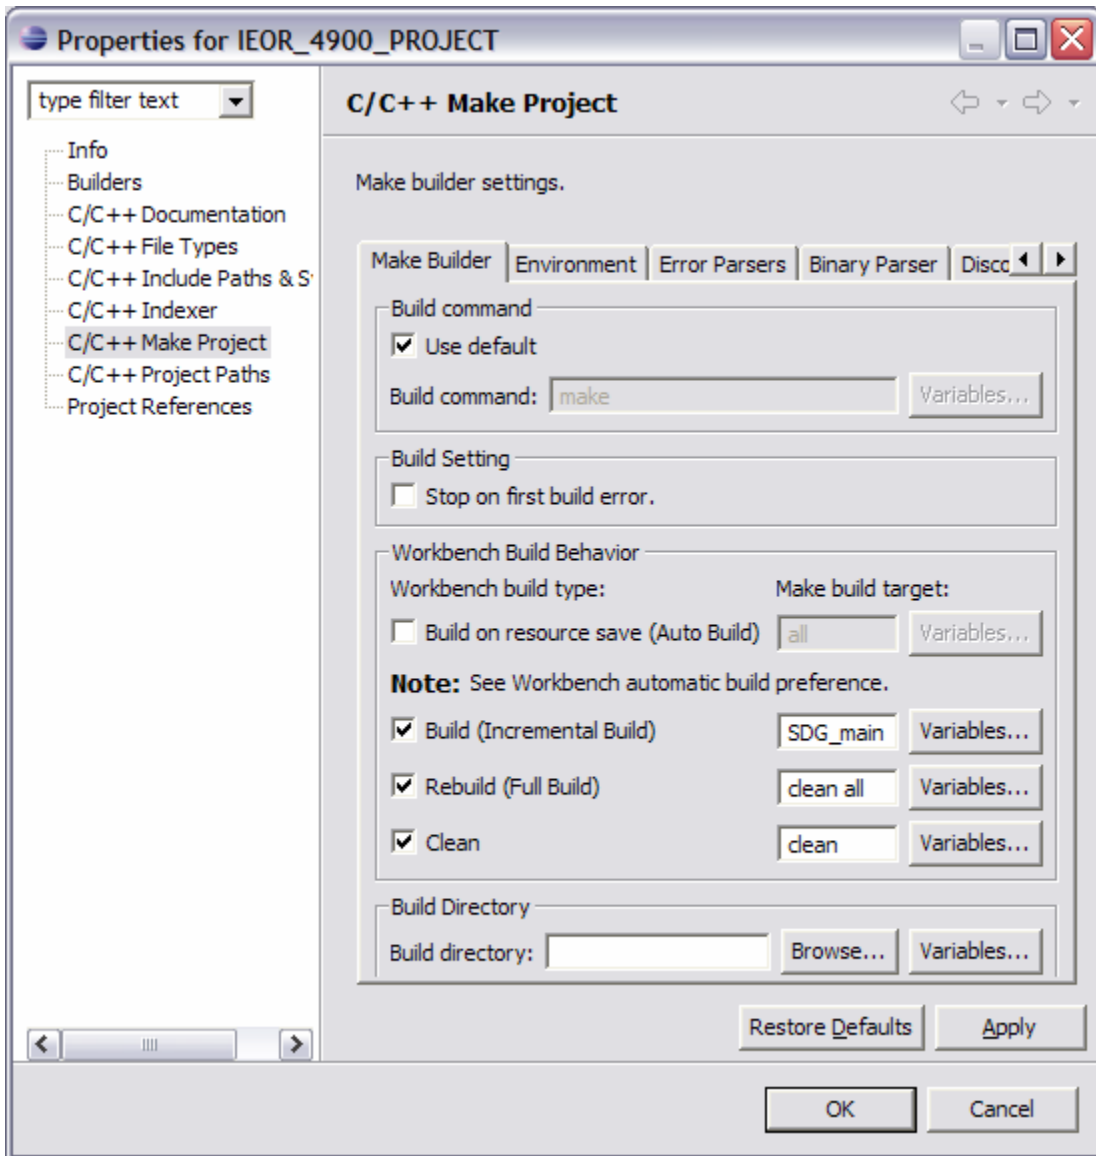 Properties for IEOR_4900_PROJECT
type filter text
Info
Builders
C/C++ Documentation
C/C++ File Types
C/C++ Include Paths & S
C/C++ Indexer
C/C++ Make Project
C/C++ Project Paths
Project References
C/C++ Make Project
Make builder settings.
Make Builder Environment Error Parsers Binary Parser Disco
Build command
Use default
Build command: make Variables...
Build Setting
Stop on first build error.
Workbench Build Behavior
Workbench build type: Make build target:
Build on resource save (Auto Build) all Variables...
Note: See Workbench automatic build preference.
Build (Incremental Build) SDG_main Variables...
Rebuild (Full Build) clean all Variables...
Clean clean Variables...
Build Directory
Build directory: Browse... Variables...
Restore Defaults Apply
OK Cancel